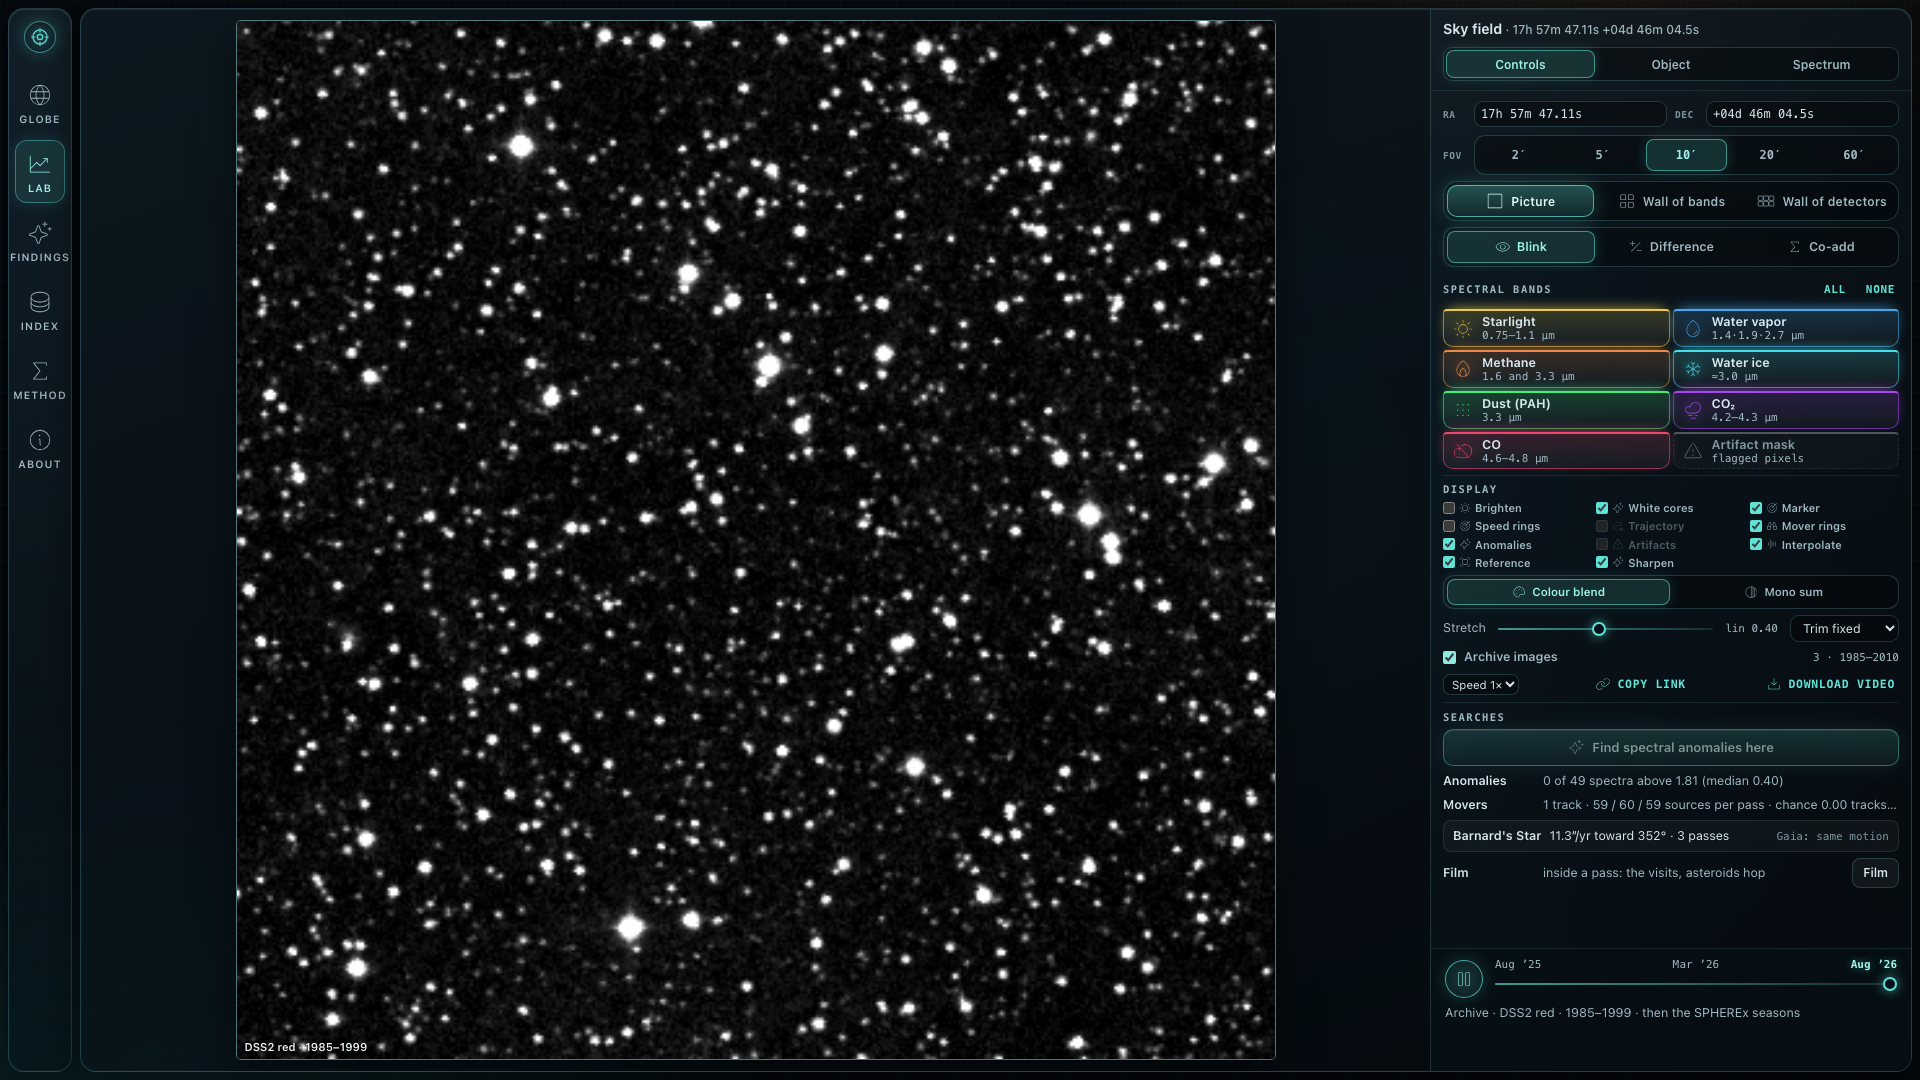 Sky field · 17h 57m 47.11s +04d 46m 04.5s
Controls Object Spectrum
RA 17h 57m 47.11s DEC +04d 46m 04.5s
FOV 2′ 5′ 10′ 20′ 60′
Picture Wall of bands Wall of detectors
Blink Difference Co-add
SPECTRAL BANDS ALL NONE
Starlight
0.75–1.1 µm
Water vapor
1.4·1.9·2.7 µm
Methane
1.6 and 3.3 µm
Water ice
≈3.0 µm
Dust (PAH)
3.3 µm
CO₂
4.2–4.3 µm
CO
4.6–4.8 µm
Artifact mask
flagged pixels
DISPLAY
Brighten White cores Marker
Speed rings Trajectory Mover rings
Anomalies Artifacts Interpolate
Reference Sharpen
Colour blend Mono sum
Stretch lin 0.40 Trim fixed
Archive images 3 · 1985–2010
Speed 1× COPY LINK DOWNLOAD VIDEO
SEARCHES
Find spectral anomalies here
Anomalies 0 of 49 spectra above 1.81 (median 0.40)
Movers 1 track · 59 / 60 / 59 sources per pass · chance 0.00 tracks…
Barnard's Star 11.3″/yr toward 352° · 3 passes Gaia: same motion
Film inside a pass: the visits, asteroids hop Film
Aug ’25 Mar ’26 Aug ’26
Archive · DSS2 red · 1985–1999 · then the SPHEREx seasons
GLOBE
LAB
FINDINGS
INDEX
METHOD
ABOUT
DSS2 red · 1985–1999